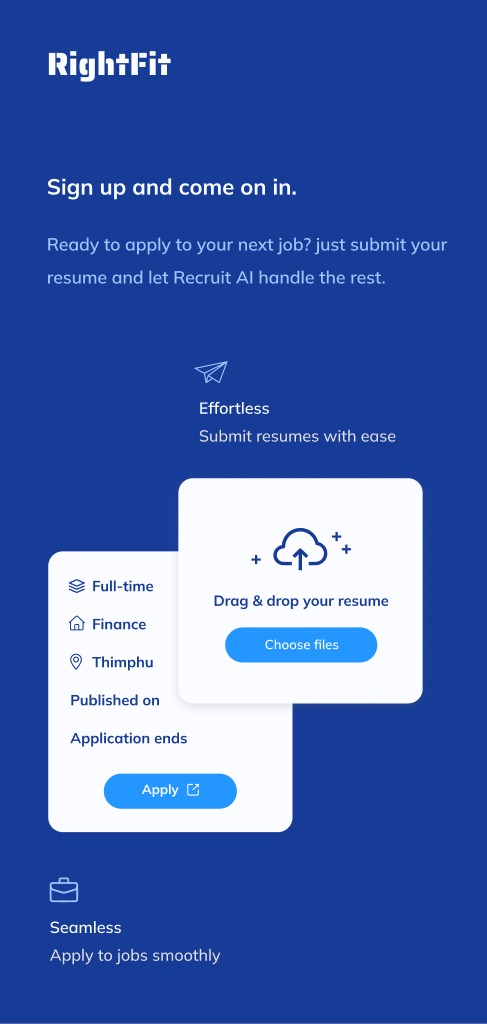 RightFit
Sign up and come on in.
Ready to apply to your next job? just submit your
resume and let Recruit AI handle the rest.
Effortless
Submit resumes with ease
Drag & drop your resume
Choose files
Full-time
Finance
Thimphu
Published on
Application ends
Apply
Seamless
Apply to jobs smoothly